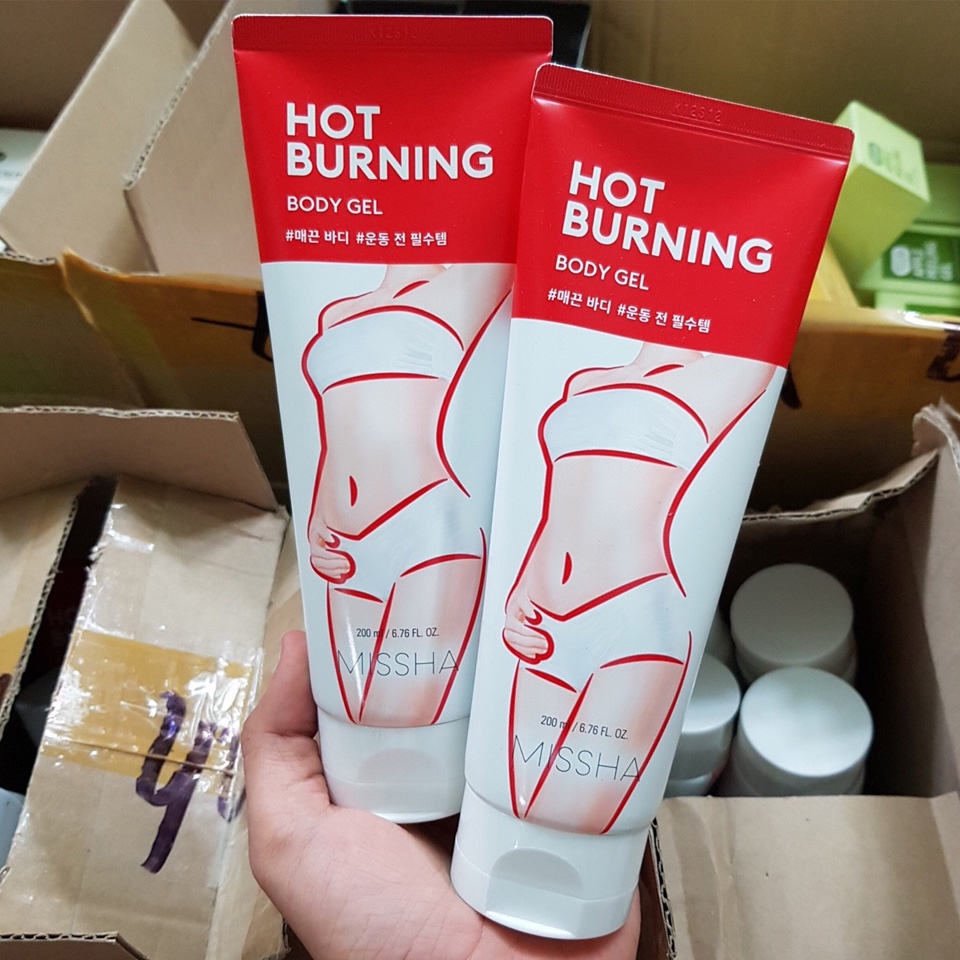 K12S12
HOT
BURNING
BODY GEL
#매끈 바디 #운동 전 필수템
200 ml / 6.76 FL. OZ.
MISSHA
K12S12
HOT
BURNING
BODY GEL
#매끈 바디 #운동 전 필수템
200 ml / 6.76 FL. OZ.
MISSHA